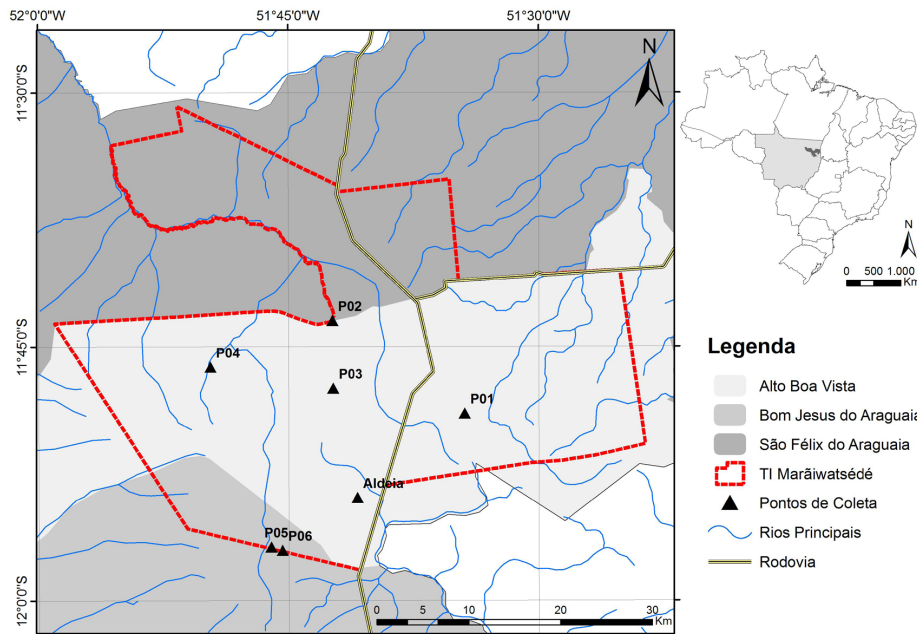 52°0'0"W
51°45'0"W
51°30'0"W
11°30'0"S
11°45'0"S
12°0'0"S
N
P02
P04
P03
P01
Aldeia
P05
P06
0 5 10 20 30
Km
N
0 500 1.000
Km
Legenda
Alto Boa Vista
Bom Jesus do Araguaia
São Félix do Araguaia
TI Marãiwatsédé
Pontos de Coleta
Rios Principais
Rodovia